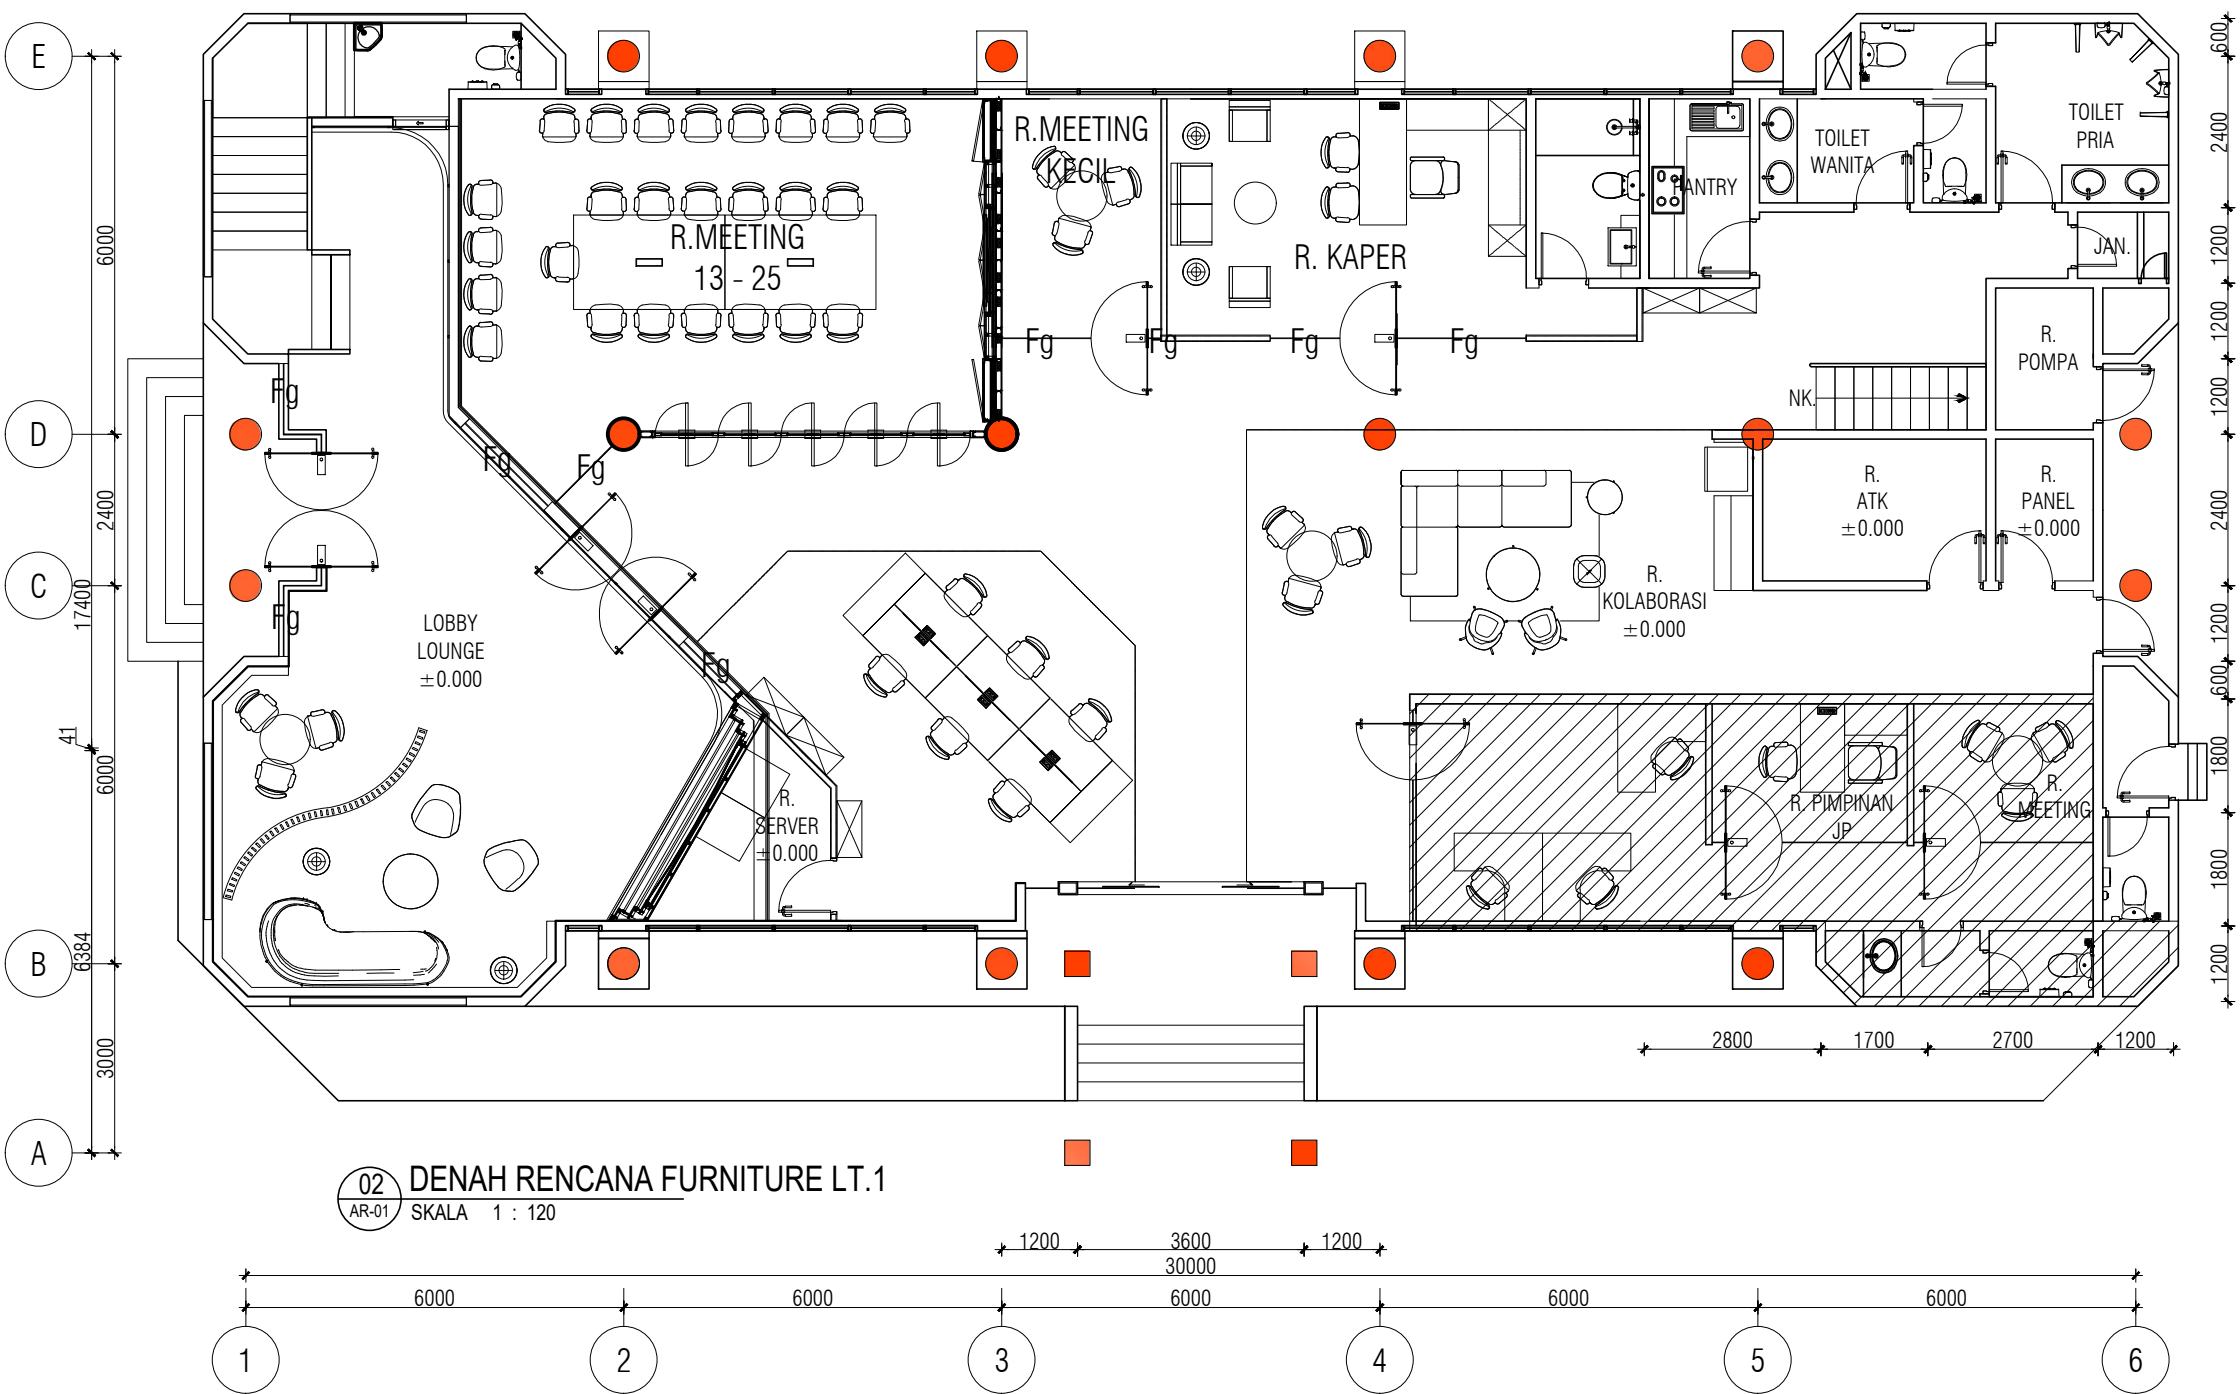 E
600
R.MEETING
KECIL
TOILET
PRIA
TOILET
WANITA
2400
PANTRY
6000
R.MEETING
13 - 25
R. KAPER
JAN.
1200
Fg
Fg
Fg
Fg
R.
POMPA
1200
Fg
NK.
1200
D
Fg
Fg
R.
ATK
±0.000
R.
PANEL
±0.000
2400
2400
C
17400
R.
KOLABORASI
±0.000
Fg
LOBBY
LOUNGE
±0.000
1200
Fg
600
41
6000
1800
R.
SERVER
±0.000
R. PIMPINAN
JP
R.
MEETING
1800
B
6384
1200
3000
2800
1700
2700
1200
A
02
AR-01
DENAH RENCANA FURNITURE LT.1
SKALA 1 : 120
1200
3600
1200
30000
6000
6000
6000
6000
6000
1
2
3
4
5
6